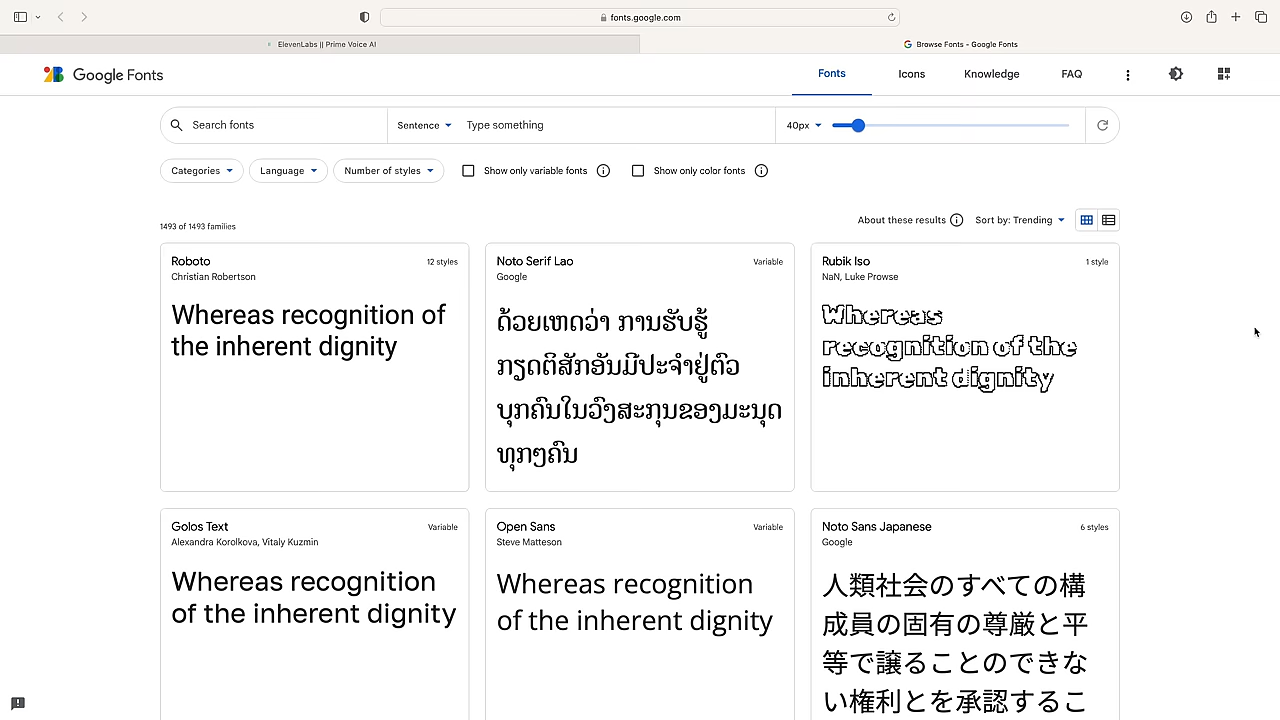 fonts.google.com
ElevenLabs || Prime Voice AI
Browse Fonts - Google Fonts
Google Fonts
Fonts
Icons
Knowledge
FAQ
Search fonts
Sentence
Type something
40px
Categories
Language
Number of styles
Show only variable fonts
Show only color fonts
1493 of 1493 families
About these results
Sort by: Trending
Roboto
12 styles
Christian Robertson
Whereas recognition of
the inherent dignity
Noto Serif Lao
Variable
Google
ດ້ວຍເຫດວ່າ ການຮັບຮູ້
ກຽດຕິສັກອັນມີປະຈຳຢູ່ຕົວ
ບຸກຄົນໃນວົງສະກຸນຂອງມະນຸດ
ທຸກໆຄົນ
Rubik Iso
1 style
NaN, Luke Prowse
Whereas
recognition of the
inherent dignity
Golos Text
Variable
Alexandra Korolkova, Vitaly Kuzmin
Whereas recognition
of the inherent dignity
Open Sans
Variable
Steve Matteson
Whereas recognition
of the inherent dignity
Noto Sans Japanese
6 styles
Google
人類社会のすべての構
成員の固有の尊厳と平
等で譲ることのできな
い権利とを承認するこ